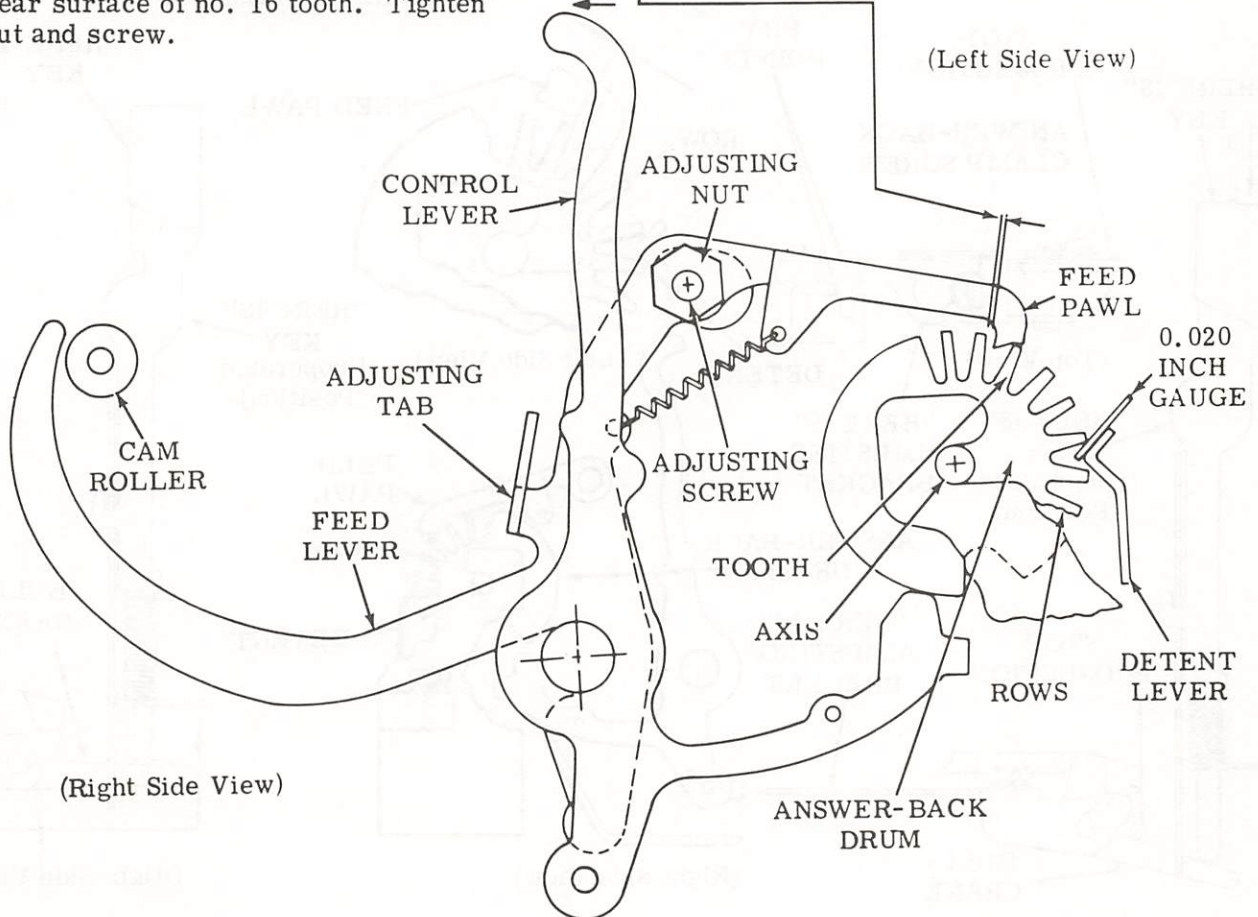 ear surface of no. 16 tooth. Tighten
ut and screw.
(Left Side View)
CONTROL
LEVER
ADJUSTING
NUT
FEED
PAWL
0.020
INCH
GAUGE
ADJUSTING
TAB
CAM
ROLLER
FEED
LEVER
ADJUSTING
SCREW
TOOTH
AXIS
ROWS
DETENT
LEVER
(Right Side View)
ANSWER-BACK
DRUM